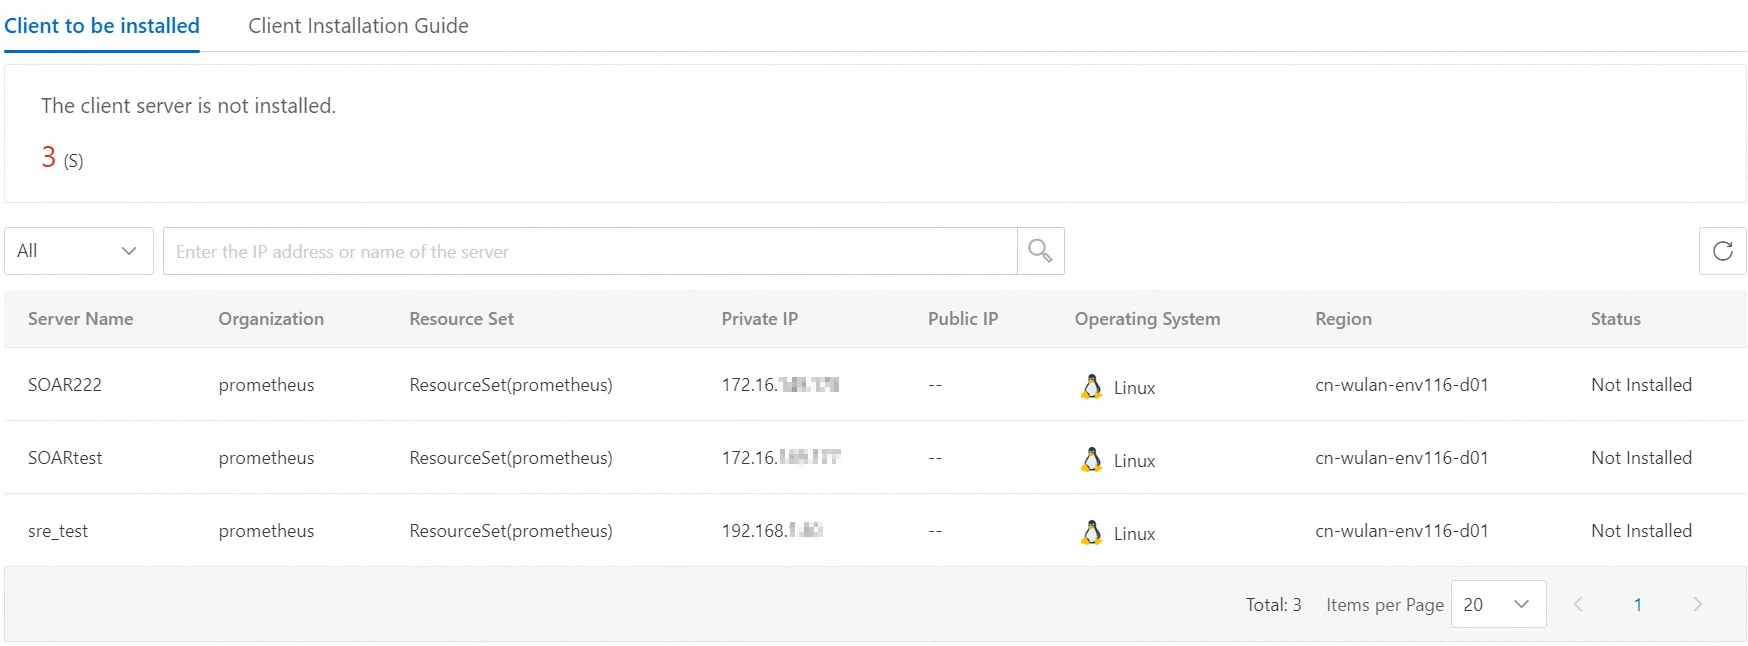 Client to be installed Client Installation Guide
The client server is not installed.
3 (S)
All Enter the IP address or name of the server
Server Name Organization Resource Set Private IP Public IP Operating System Region Status
SOAR222 prometheus ResourceSet(prometheus) 172.16. -- Linux cn-wulan-env116-d01 Not Installed
SOARtest prometheus ResourceSet(prometheus) 172.16. -- Linux cn-wulan-env116-d01 Not Installed
sre_test prometheus ResourceSet(prometheus) 192.168. -- Linux cn-wulan-env116-d01 Not Installed
Total: 3 Items per Page 20 1